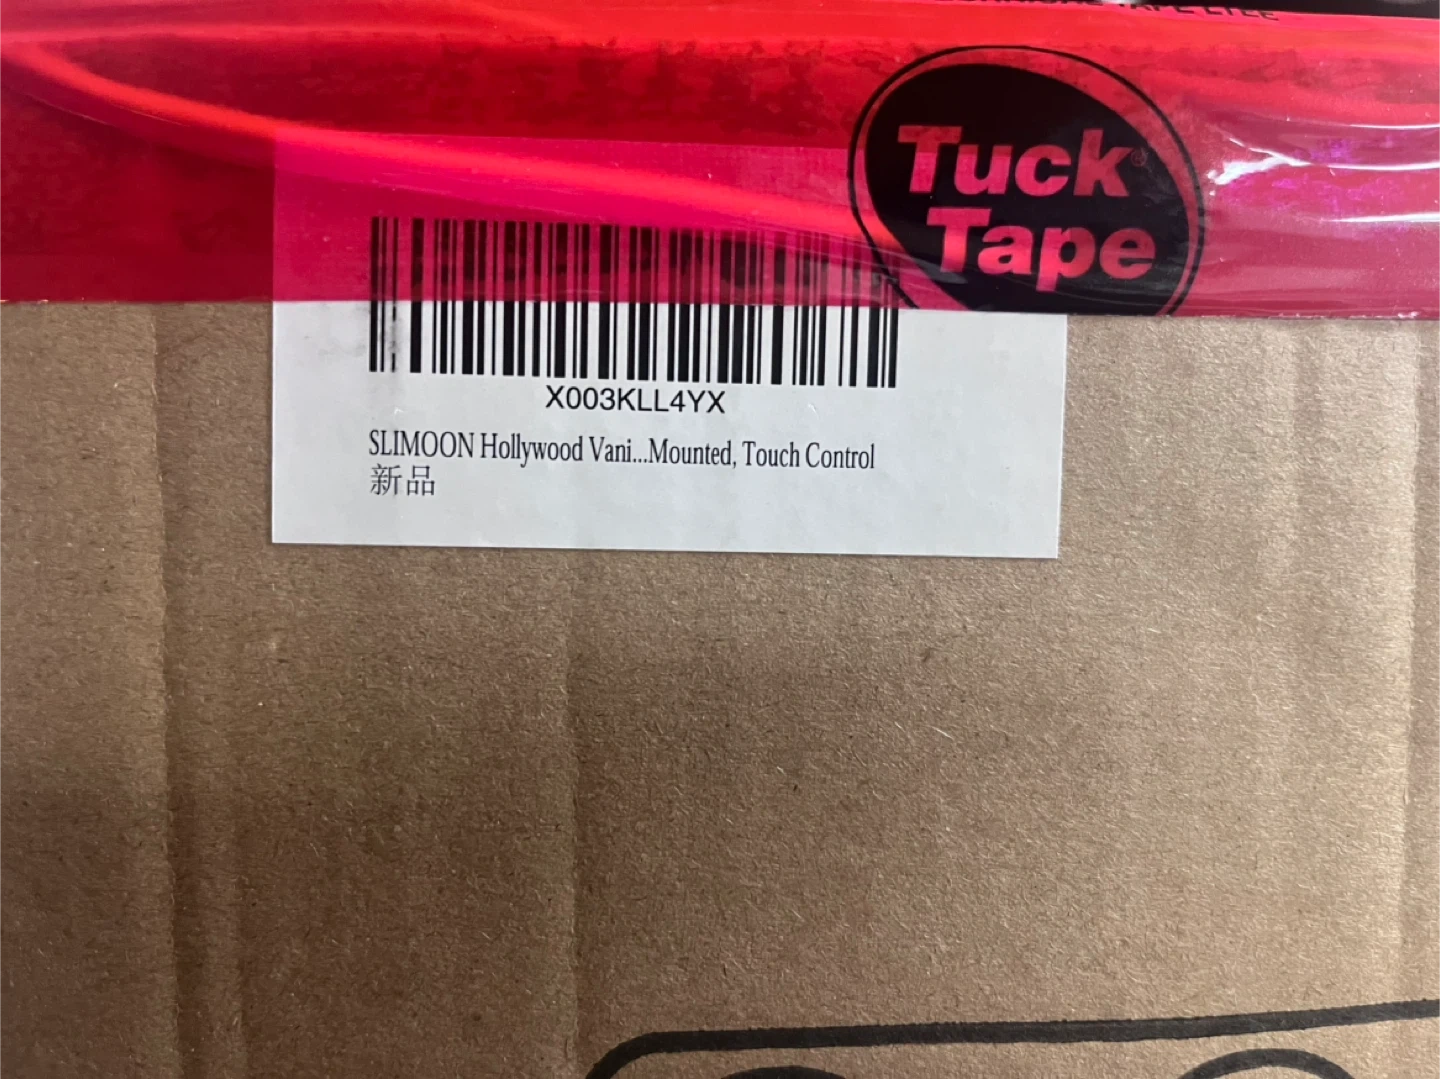 Tuck
Tape
X003KLL4YX
SLIMOON Hollywood Vani...Mounted, Touch Control
新品